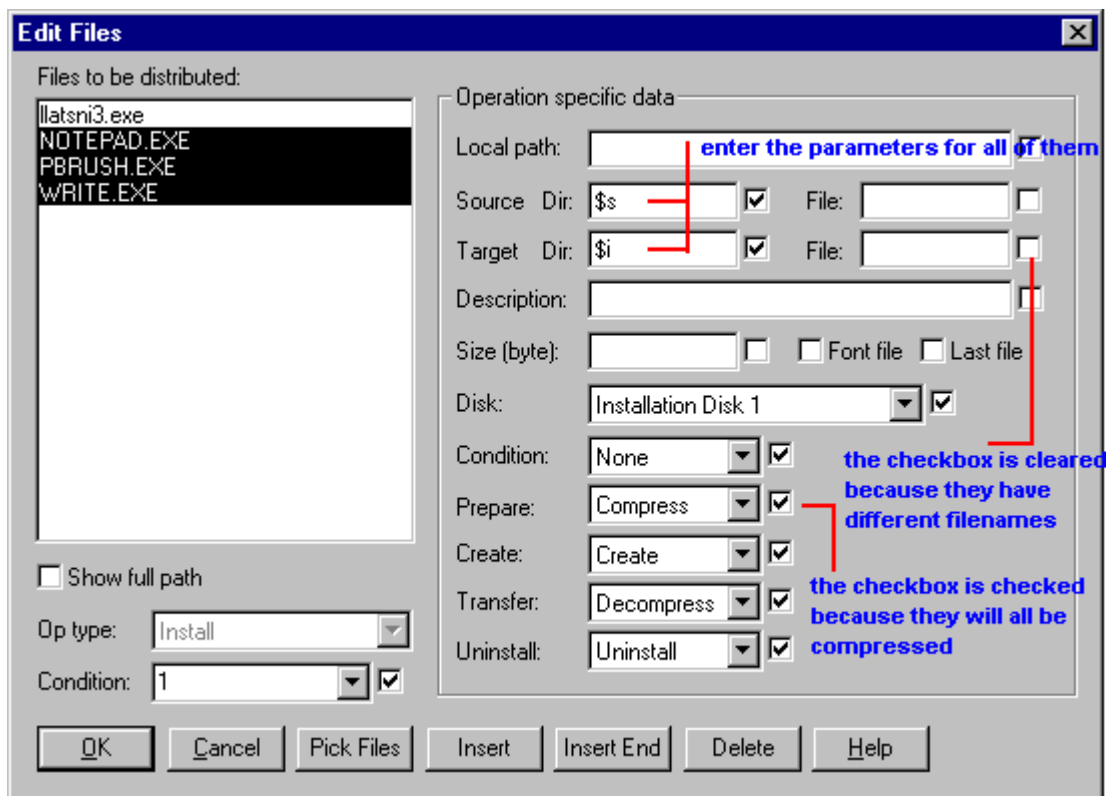 Edit Files
Files to be distributed:
llatsni3.exe
NOTEPAD.EXE
PBRUSH.EXE
WRITE.EXE
Show full path
Op type: Install
Condition: 1
Operation specific data
Local path: enter the parameters for all of them
Source Dir: $s File:
Target Dir: $i File:
Description:
Size (byte): Font file Last file
Disk: Installation Disk 1
Condition: None
the checkbox is cleared
because they have
different filenames
Prepare: Compress
Create: Create
Transfer: Decompress
Uninstall: Uninstall
the checkbox is checked
because they will all be
compressed
OK Cancel Pick Files Insert Insert End Delete Help